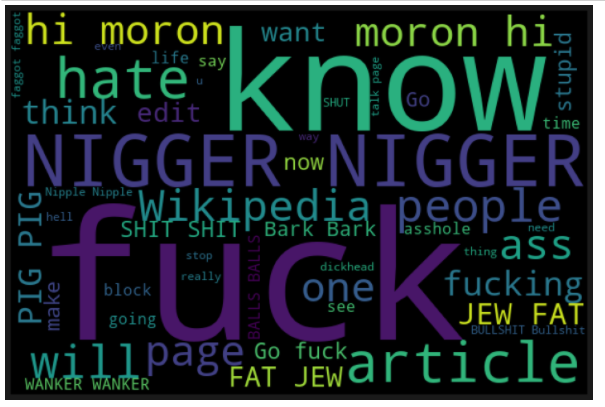 faggot faggot
hi moron
want
moron hi
even
life
say
know
stupid
hate
u
SHUT
talk page
Go
think
edit
time
way
NIGGER NIGGER
now
Nipple Nipple
Wikipedia
people
PIG PIG
hell
SHIT SHIT
Bark Bark
asshole
need
fuck
BALLS BALLS
stop
thing
ass
really
dickhead
make
block
one
fucking
see
going
JEW FAT
BULLSHIT Bullshit
will
page
Go fuck
article
FAT JEW
WANKER WANKER